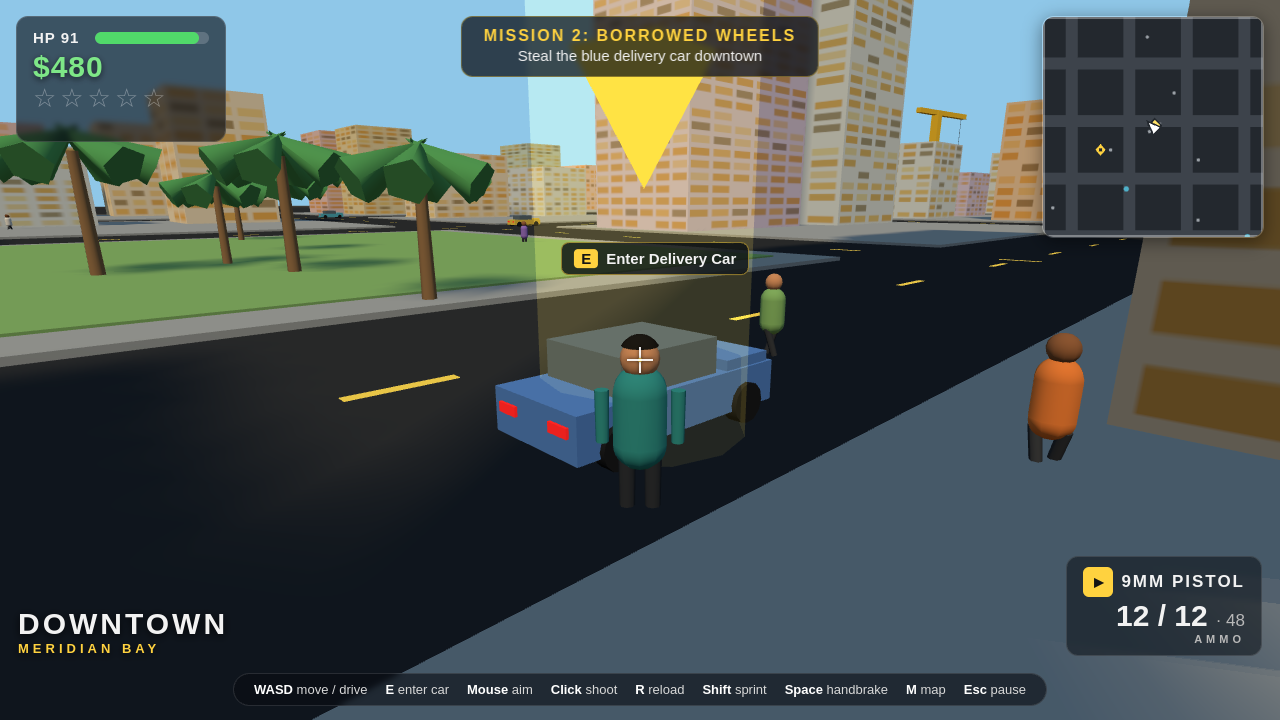 HP 91
$480
MISSION 2: BORROWED WHEELS
Steal the blue delivery car downtown
E Enter Delivery Car
DOWNTOWN
MERIDIAN BAY
9MM PISTOL
12 / 12 · 48
AMMO
WASD move / drive E enter car Mouse aim Click shoot R reload Shift sprint Space handbrake M map Esc pause